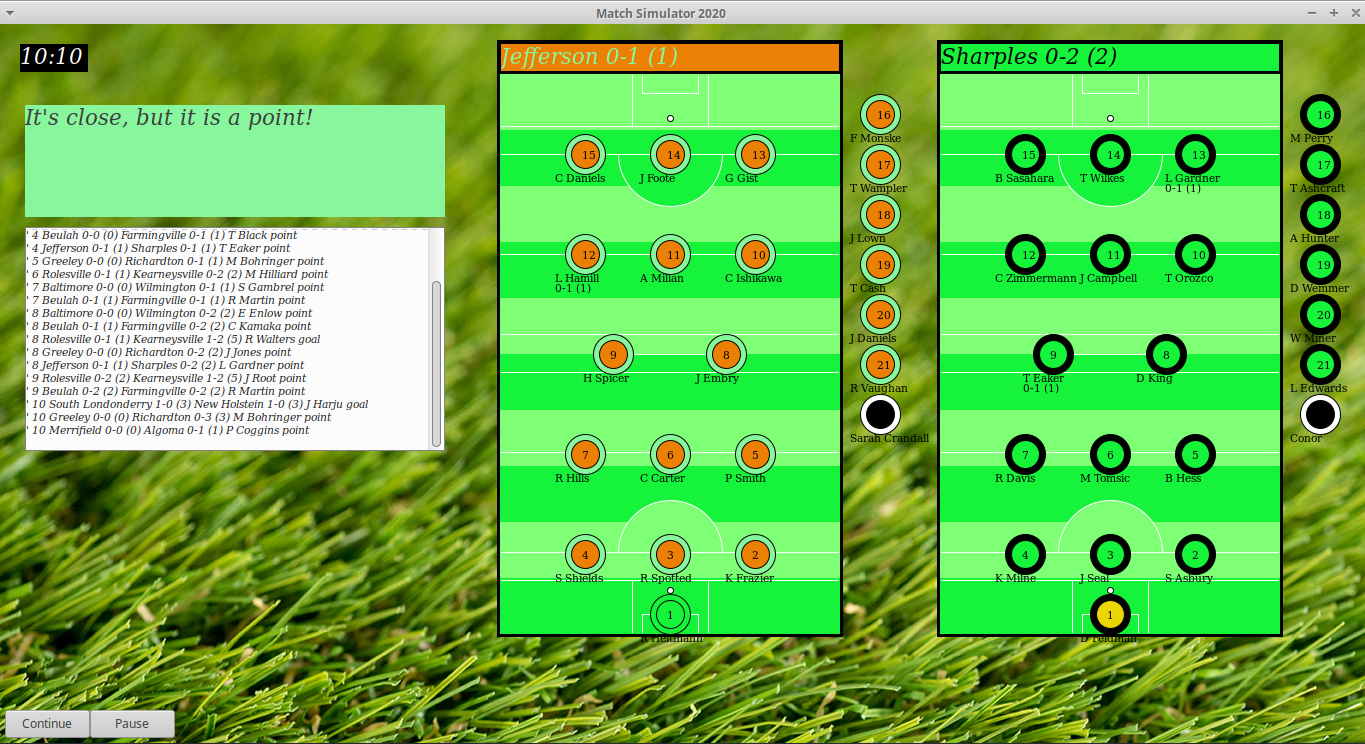 Match Simulator 2020
10:10
It's close, but it is a point!
' 4 Beulah 0-0 (0) Farmingville 0-1 (1) T Black point
' 4 Jefferson 0-1 (1) Sharples 0-1 (1) T Eaker point
' 5 Greeley 0-0 (0) Richardton 0-1 (1) M Bohringer point
' 6 Rolesville 0-1 (1) Kearneysville 0-2 (2) M Hilliard point
' 7 Baltimore 0-0 (0) Wilmington 0-1 (1) S Gambrel point
' 7 Beulah 0-1 (1) Farmingville 0-1 (1) R Martin point
' 8 Baltimore 0-0 (0) Wilmington 0-2 (2) E Enlow point
' 8 Beulah 0-1 (1) Farmingville 0-2 (2) C Kamaka point
' 8 Rolesville 0-1 (1) Kearneysville 1-2 (5) R Walters goal
' 8 Greeley 0-0 (0) Richardton 0-2 (2) J Jones point
' 8 Jefferson 0-1 (1) Sharples 0-2 (2) L Gardner point
' 9 Rolesville 0-2 (2) Kearneysville 1-2 (5) J Root point
' 9 Beulah 0-2 (2) Farmingville 0-2 (2) R Martin point
' 10 South Londonderry 1-0 (3) New Holstein 1-0 (3) J Harju goal
' 10 Greeley 0-0 (0) Richardton 0-3 (3) M Bohringer point
' 10 Merrifield 0-0 (0) Algoma 0-1 (1) P Coggins point
Continue Pause
Jefferson 0-1 (1)
15 14 13
C Daniels J Foote G Gist
12 11 10
L Hamill A Milian C Ishikawa
0-1 (1)
9 8
H Spicer J Embry
7 6 5
R Hills C Carter P Smith
4 3 2
S Shields R Spotted K Frazier
1
16
F Monske
17
T Wampler
18
J Lown
19
T Cash
20
J Daniels
21
R Vaughan
Sarah Crandall
Sharples 0-2 (2)
15 14 13
B Sasahara T Wilkes L Gardner
0-1 (1)
12 11 10
C Zimmermann J Campbell T Orozco
9 8
T Eaker D King
0-1 (1)
7 6 5
R Davis M Tomsic B Hess
4 3 2
K Milne J Seal S Asbury
1
D Feldman
16
M Perry
17
T Ashcraft
18
A Hunter
19
D Wemmer
20
W Miner
21
L Edwards
Conor